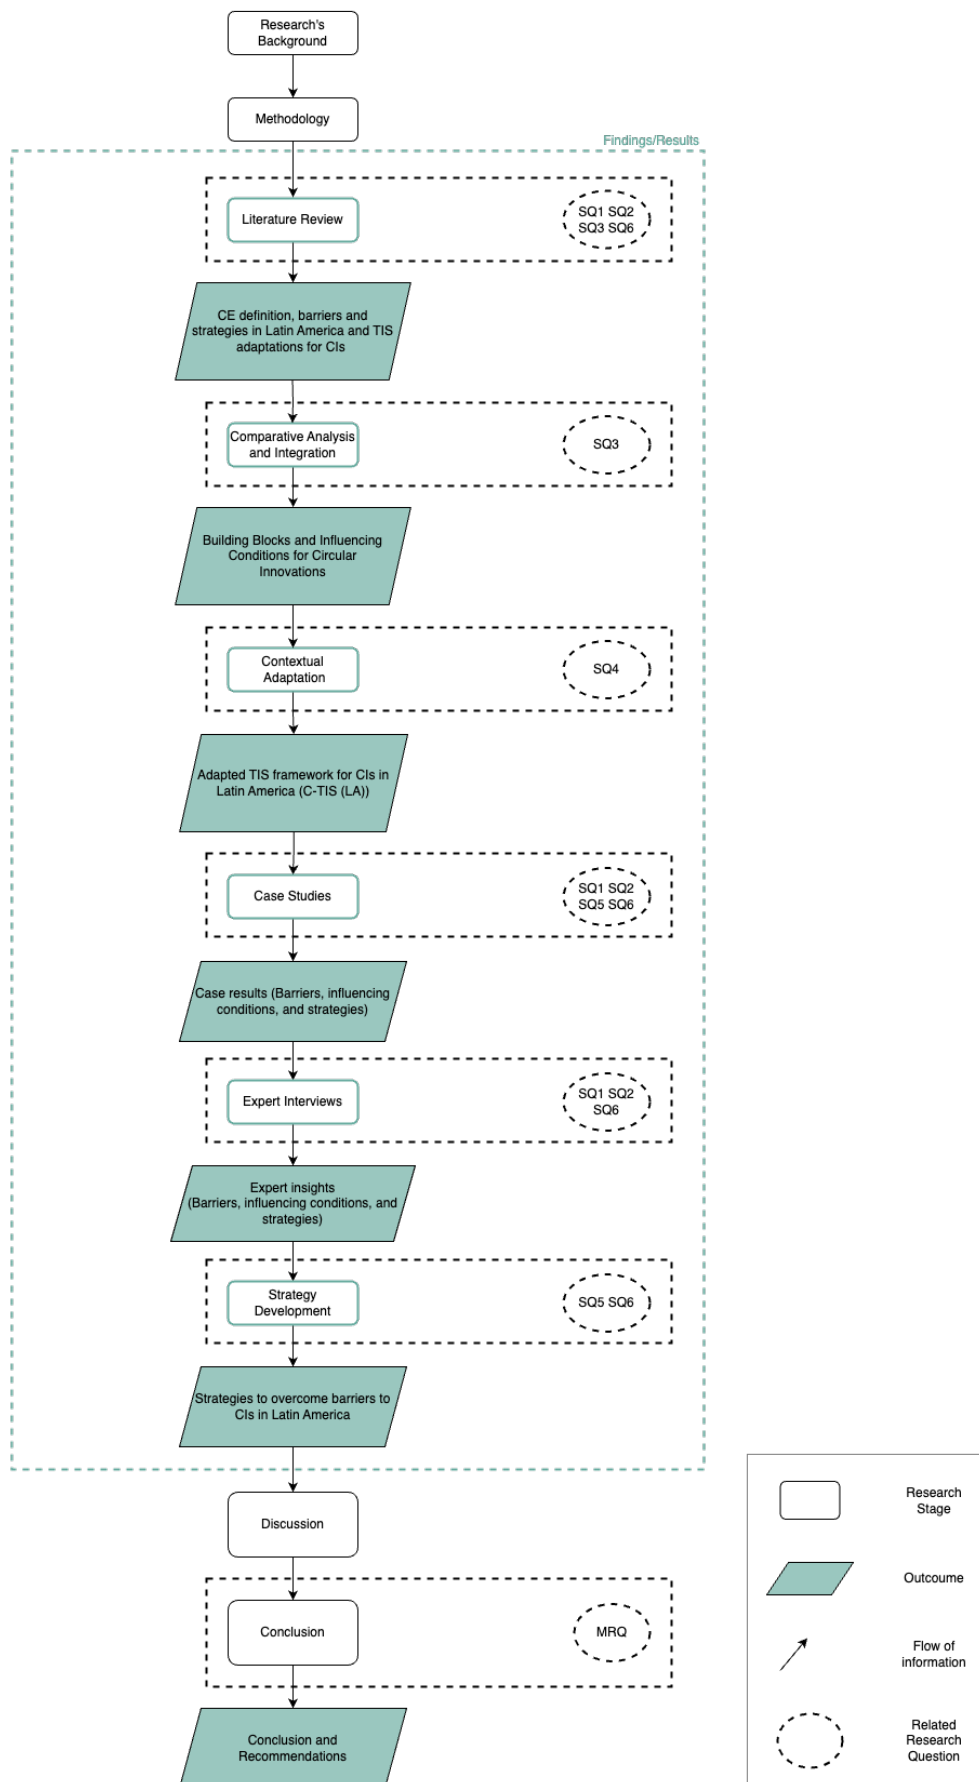 Research's
Background
Methodology
Findings/Results
Literature Review
SQ1 SQ2
SQ3 SQ6
CE definition, barriers and
strategies in Latin America and TIS
adaptations for CIs
Comparative Analysis
and Integration
SQ3
Building Blocks and Influencing
Conditions for Circular
Innovations
Contextual
Adaptation
SQ4
Adapted TIS framework for CIs in
Latin America (C-TIS (LA))
Case Studies
SQ1 SQ2
SQ5 SQ6
Case results (Barriers, influencing
conditions, and strategies)
Expert Interviews
SQ1 SQ2
SQ6
Expert insights
(Barriers, influencing conditions, and
strategies)
Strategy
Development
SQ5 SQ6
Strategies to overcome barriers to
CIs in Latin America
Discussion
Conclusion
MRQ
Conclusion and
Recommendations
Research
Stage
Outcoume
Flow of
information
Related
Research
Question